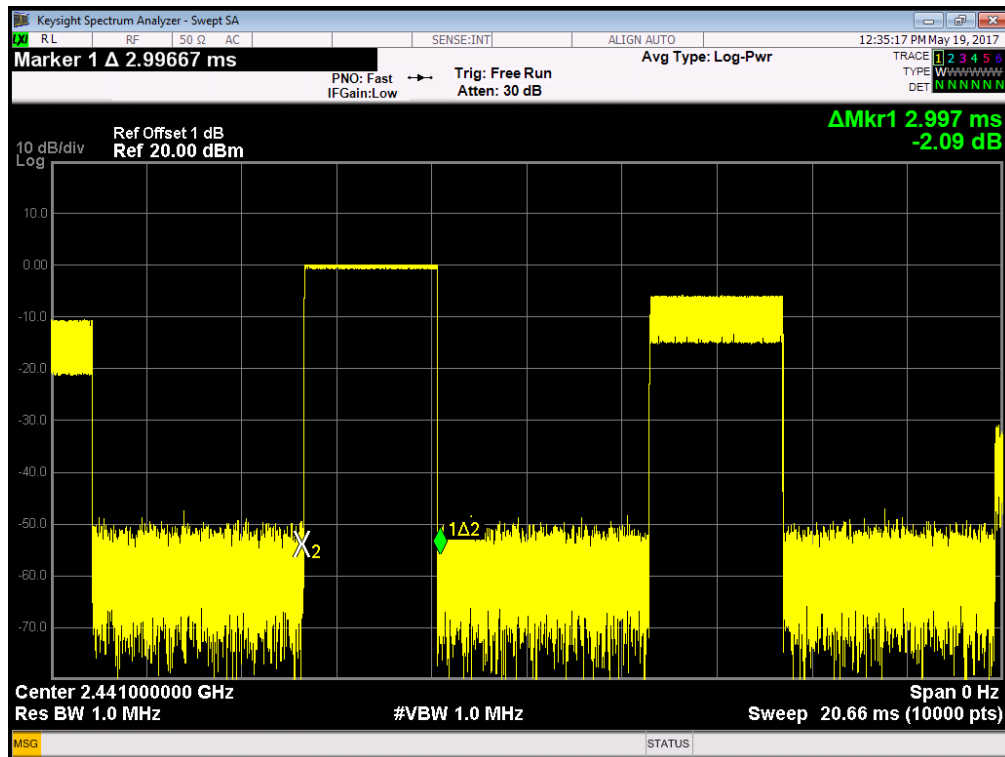 Keysight Spectrum Analyzer - Swept SA
LXI RL RF 50 Ω AC SENSE:INT ALIGN AUTO 12:35:17 PM May 19, 2017
Marker 1 Δ 2.99667 ms
PNO: Fast
IFGain:Low
Trig: Free Run
Atten: 30 dB
Avg Type: Log-Pwr
TRACE 1 2 3 4 5 6
TYPE WWWWWW
DET N N N N N N
ΔMkr1 2.997 ms
-2.09 dB
10 dB/div
Log
Ref Offset 1 dB
Ref 20.00 dBm
10.0
0.00
-10.0
-20.0
-30.0
-40.0
-50.0
-60.0
-70.0
X2
1Δ2
Center 2.441000000 GHz
Span 0 Hz
Res BW 1.0 MHz
#VBW 1.0 MHz
Sweep 20.66 ms (10000 pts)
MSG
STATUS